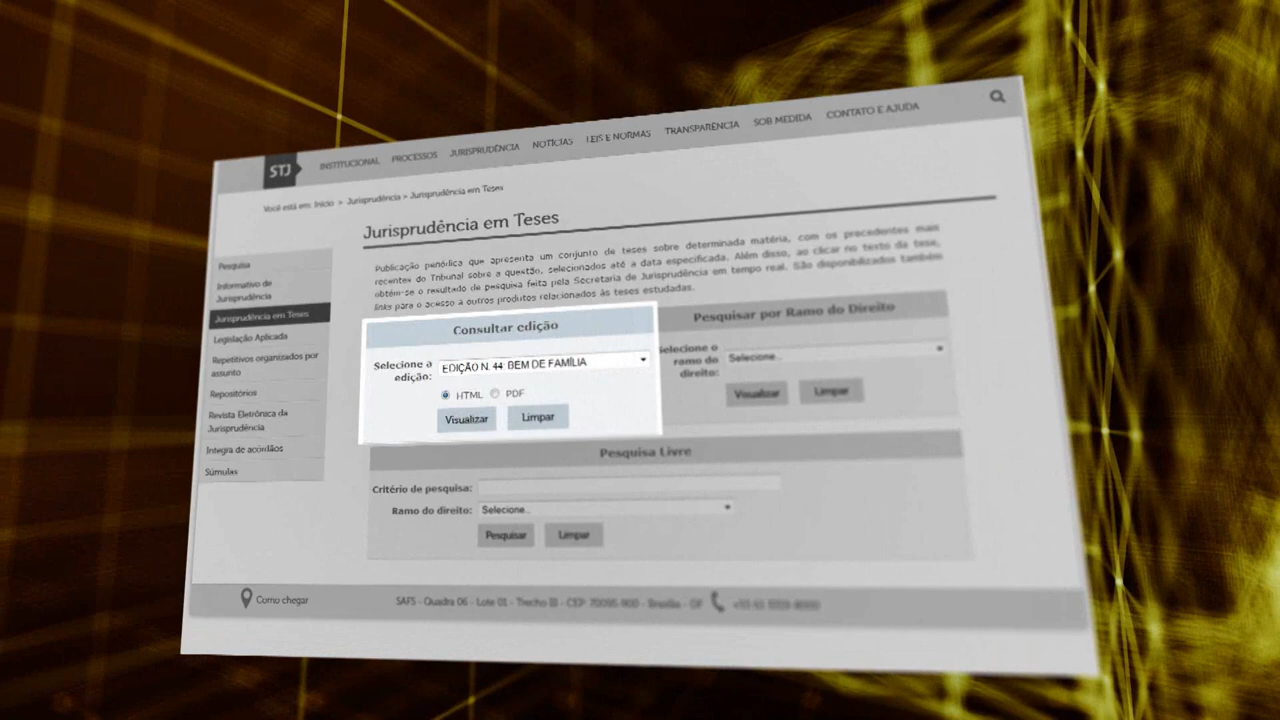 STJ
INSTITUCIONAL PROCESSOS JURISPRUDÊNCIA NOTÍCIAS LEIS E NORMAS TRANSPARÊNCIA SOB MEDIDA CONTATO E AJUDA
Você está em: Início > Jurisprudência > Jurisprudência em Teses
Jurisprudência em Teses
Publicação periódica que apresenta um conjunto de teses sobre determinada matéria, com os precedentes mais
recentes do Tribunal sobre a questão, selecionados até a data especificada. Além disso, ao clicar no texto da tese,
obtém-se o resultado de pesquisa feita pela Secretaria de Jurisprudência em tempo real. São disponibilizados também
links para o acesso a outros produtos relacionados às teses estudadas.
Pesquisa
Informativo de
Jurisprudência
Jurisprudência em Teses
Legislação Aplicada
Repetitivos organizados por
assunto
Repositórios
Revista Eletrônica da
Jurisprudência
Íntegra de acórdãos
Súmulas
Consultar edição
Selecione a
edição:
EDIÇÃO N. 44: BEM DE FAMÍLIA
HTML PDF
Visualizar Limpar
Pesquisar por Ramo do Direito
Selecione o
ramo do
direito:
Selecione...
Visualizar Limpar
Pesquisa Livre
Critério de pesquisa:
Ramo do direito: Selecione...
Pesquisar Limpar
Como chegar
SAFS - Quadra 06 - Lote 01 - Trecho III - CEP 70095-900 - Brasília - DF